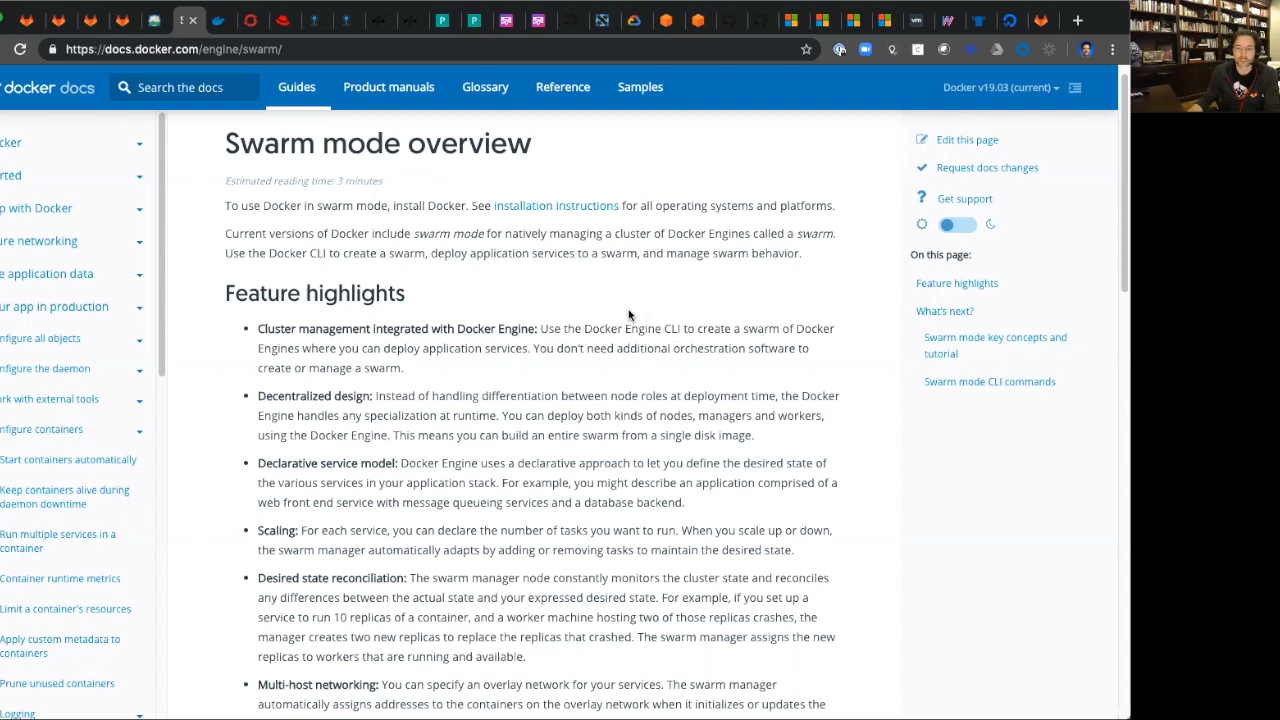 https://docs.docker.com/engine/swarm/
docker docs
Search the docs
Guides
Product manuals
Glossary
Reference
Samples
Docker v19.03 (current)
cker
rted
p with Docker
ure networking
e application data
ur app in production
nfigure all objects
nfigure the daemon
rk with external tools
nfigure containers
Start containers automatically
Keep containers alive during
daemon downtime
Run multiple services in a
container
Container runtime metrics
Limit a container's resources
Apply custom metadata to
containers
Prune unused containers
Logging
Swarm mode overview
Estimated reading time: 3 minutes
To use Docker in swarm mode, install Docker. See installation instructions for all operating systems and platforms.
Current versions of Docker include swarm mode for natively managing a cluster of Docker Engines called a swarm.
Use the Docker CLI to create a swarm, deploy application services to a swarm, and manage swarm behavior.
Feature highlights
Cluster management integrated with Docker Engine: Use the Docker Engine CLI to create a swarm of Docker
Engines where you can deploy application services. You don't need additional orchestration software to
create or manage a swarm.
Decentralized design: Instead of handling differentiation between node roles at deployment time, the Docker
Engine handles any specialization at runtime. You can deploy both kinds of nodes, managers and workers,
using the Docker Engine. This means you can build an entire swarm from a single disk image.
Declarative service model: Docker Engine uses a declarative approach to let you define the desired state of
the various services in your application stack. For example, you might describe an application comprised of a
web front end service with message queueing services and a database backend.
Scaling: For each service, you can declare the number of tasks you want to run. When you scale up or down,
the swarm manager automatically adapts by adding or removing tasks to maintain the desired state.
Desired state reconciliation: The swarm manager node constantly monitors the cluster state and reconciles
any differences between the actual state and your expressed desired state. For example, if you set up a
service to run 10 replicas of a container, and a worker machine hosting two of those replicas crashes, the
manager creates two new replicas to replace the replicas that crashed. The swarm manager assigns the new
replicas to workers that are running and available.
Multi-host networking: You can specify an overlay network for your services. The swarm manager
automatically assigns addresses to the containers on the overlay network when it initializes or updates the
Edit this page
Request docs changes
Get support
On this page:
Feature highlights
What's next?
Swarm mode key concepts and
tutorial
Swarm mode CLI commands